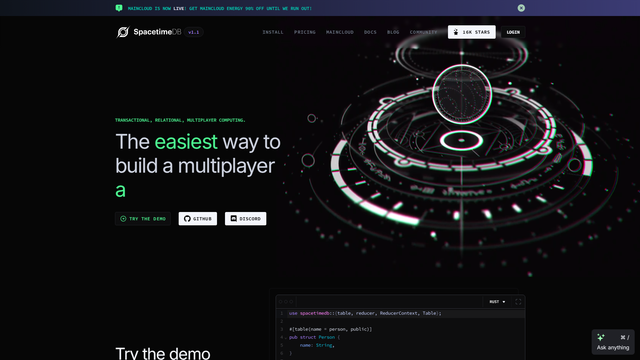 MAINCLOUD IS NOW LIVE! GET MAINCLOUD ENERGY 90% OFF UNTIL WE RUN OUT!
SpacetimeDB v1.1 INSTALL PRICING MAINCLOUD DOCS BLOG COMMUNITY 16K STARS LOGIN
TRANSACTIONAL, RELATIONAL, MULTIPLAYER COMPUTING.
The easiest way to
build a multiplayer
a
TRY THE DEMO GITHUB DISCORD
RUST
1 use spacetimedb::{table, reducer, ReducerContext, Table};
2
3 #[table(name = person, public)]
4 pub struct Person {
5 name: String,
6 }
Try the demo
⌘ /
Ask anything